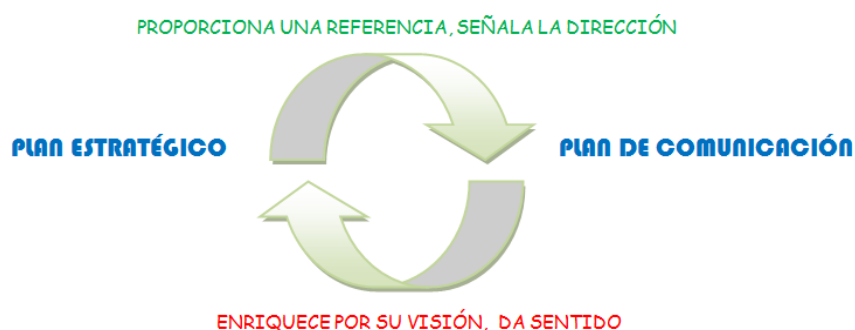 PROPORCIONA UNA REFERENCIA, SEÑALA LA DIRECCIÓN
PLAN ESTRATÉGICO
PLAN DE COMUNICACIÓN
ENRIQUECE POR SU VISIÓN, DA SENTIDO